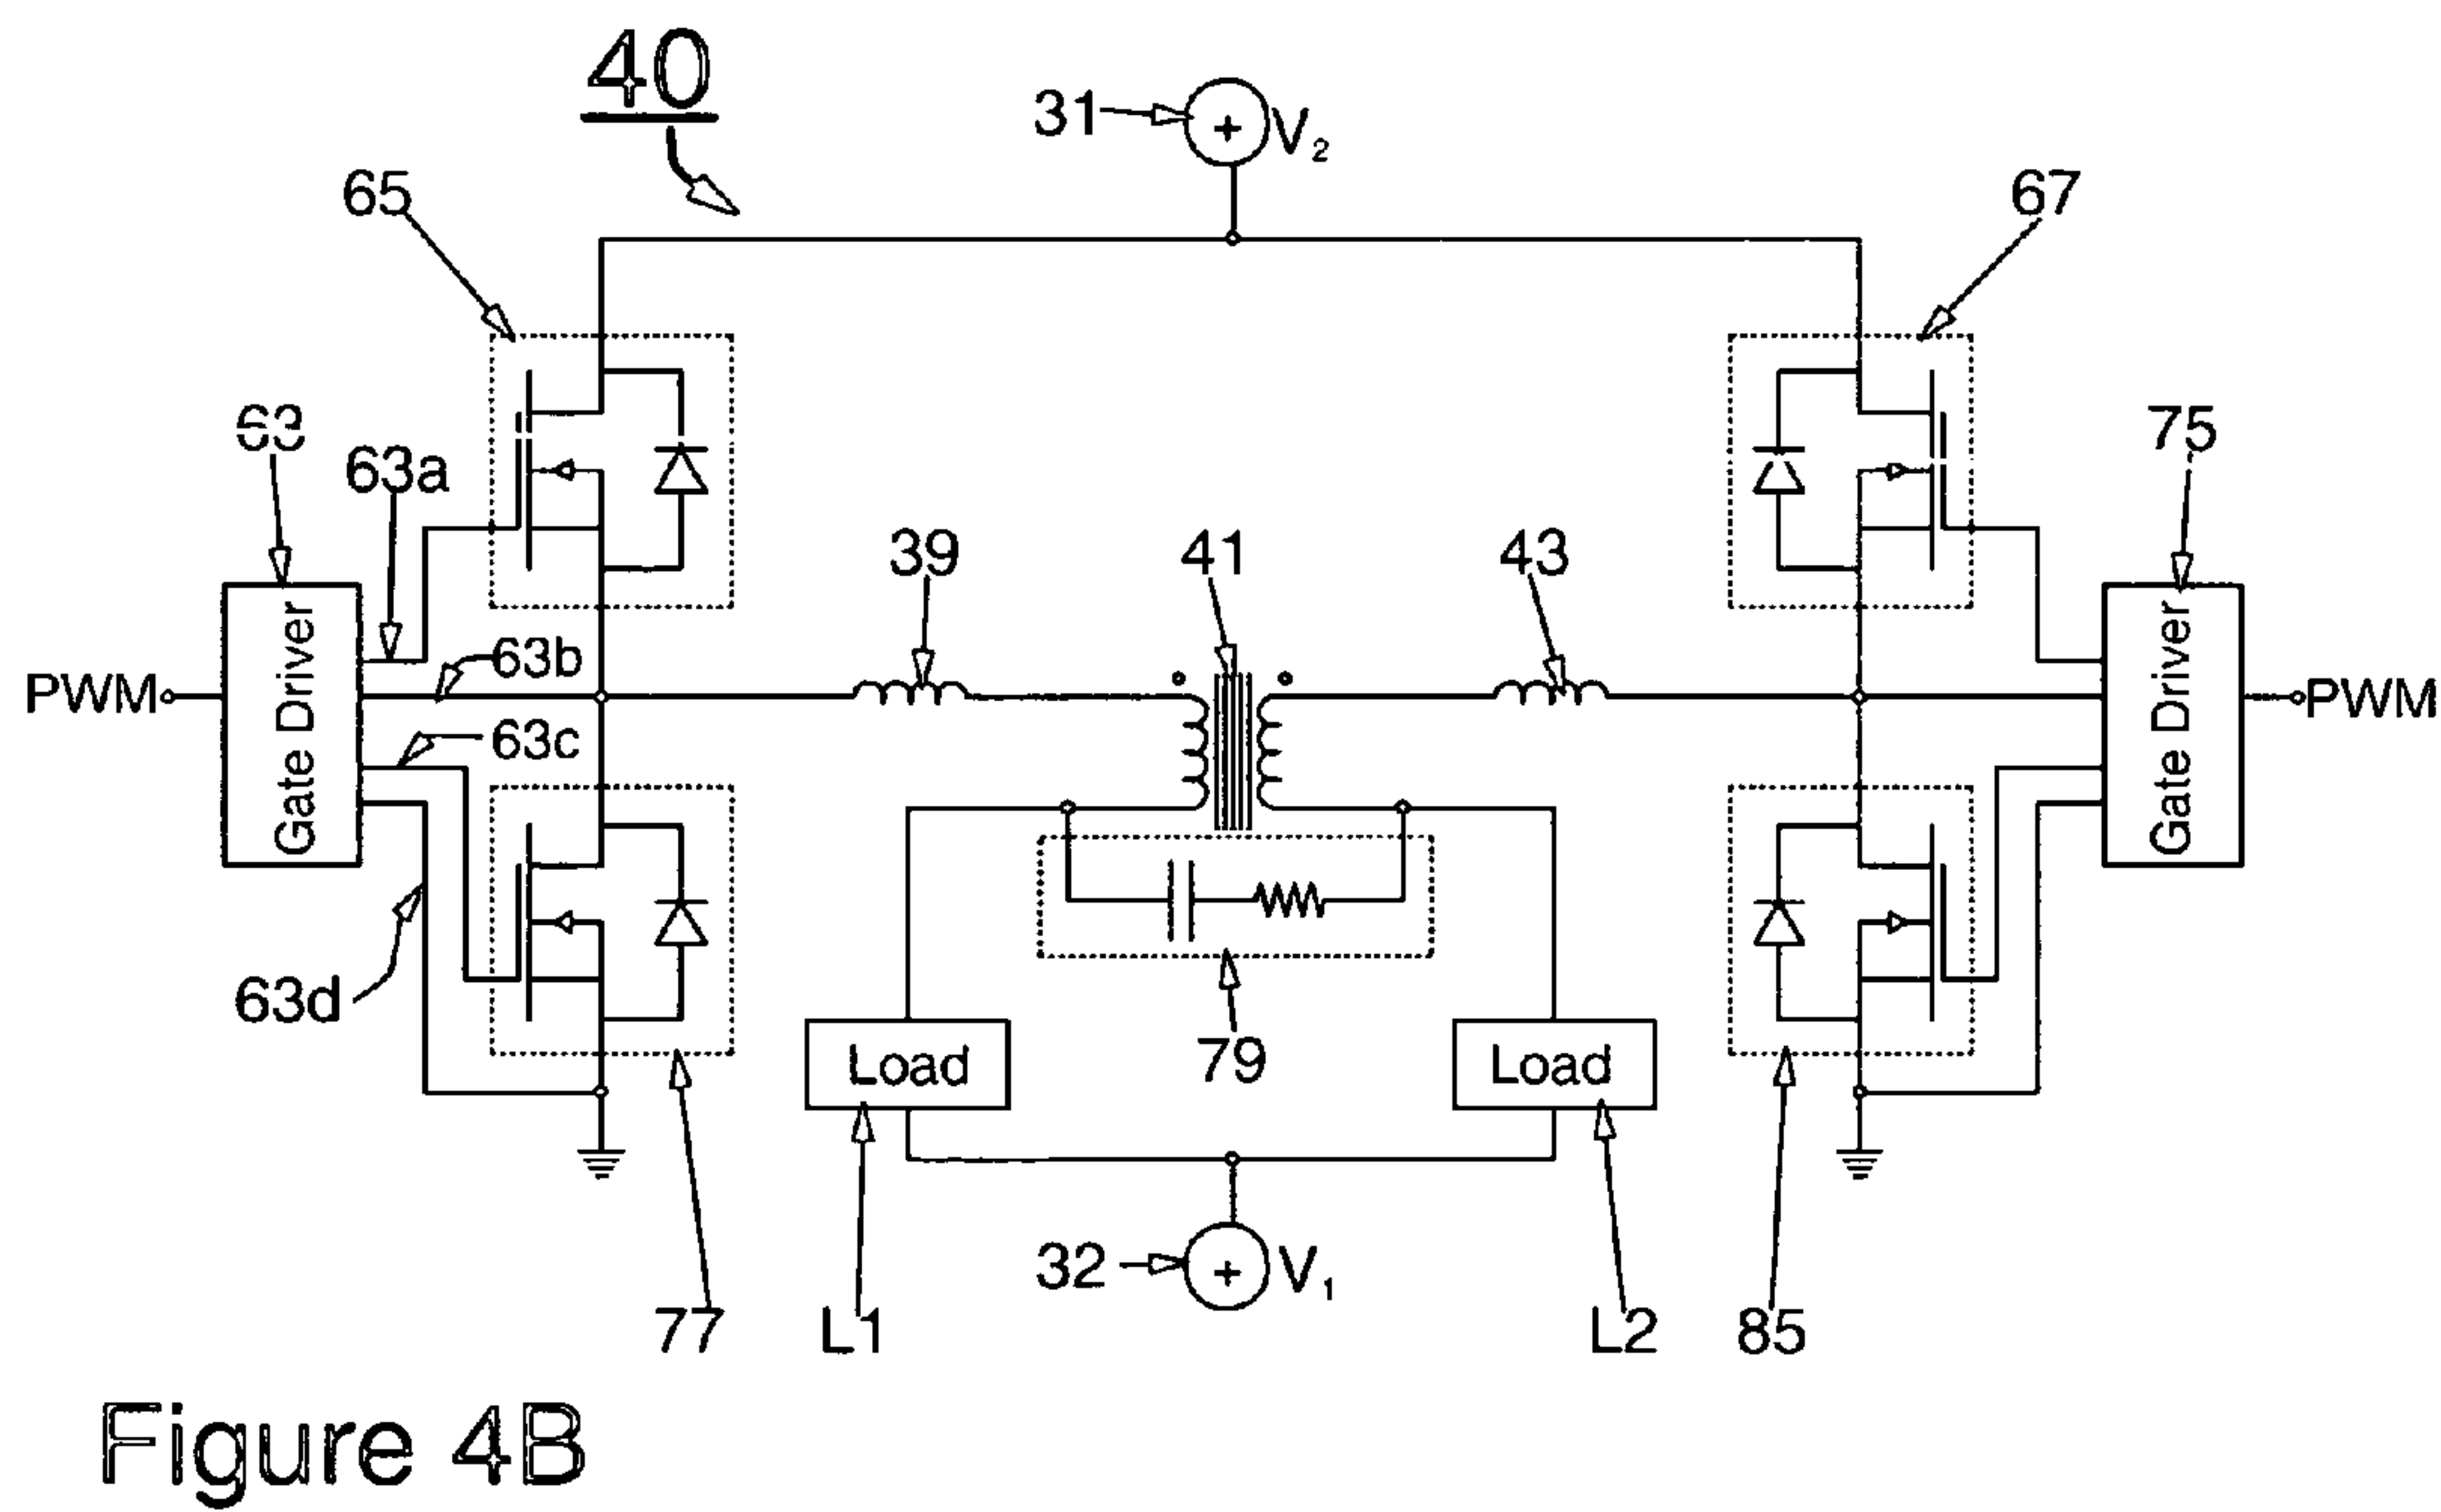 40
31
V2
65
67
63
63a
75
39
41
43
63b
PWM
Gate Driver
Gate Driver
PWM
63c
63d
79
Load
Load
32
V1
77
L1
L2
85
Figure 4B